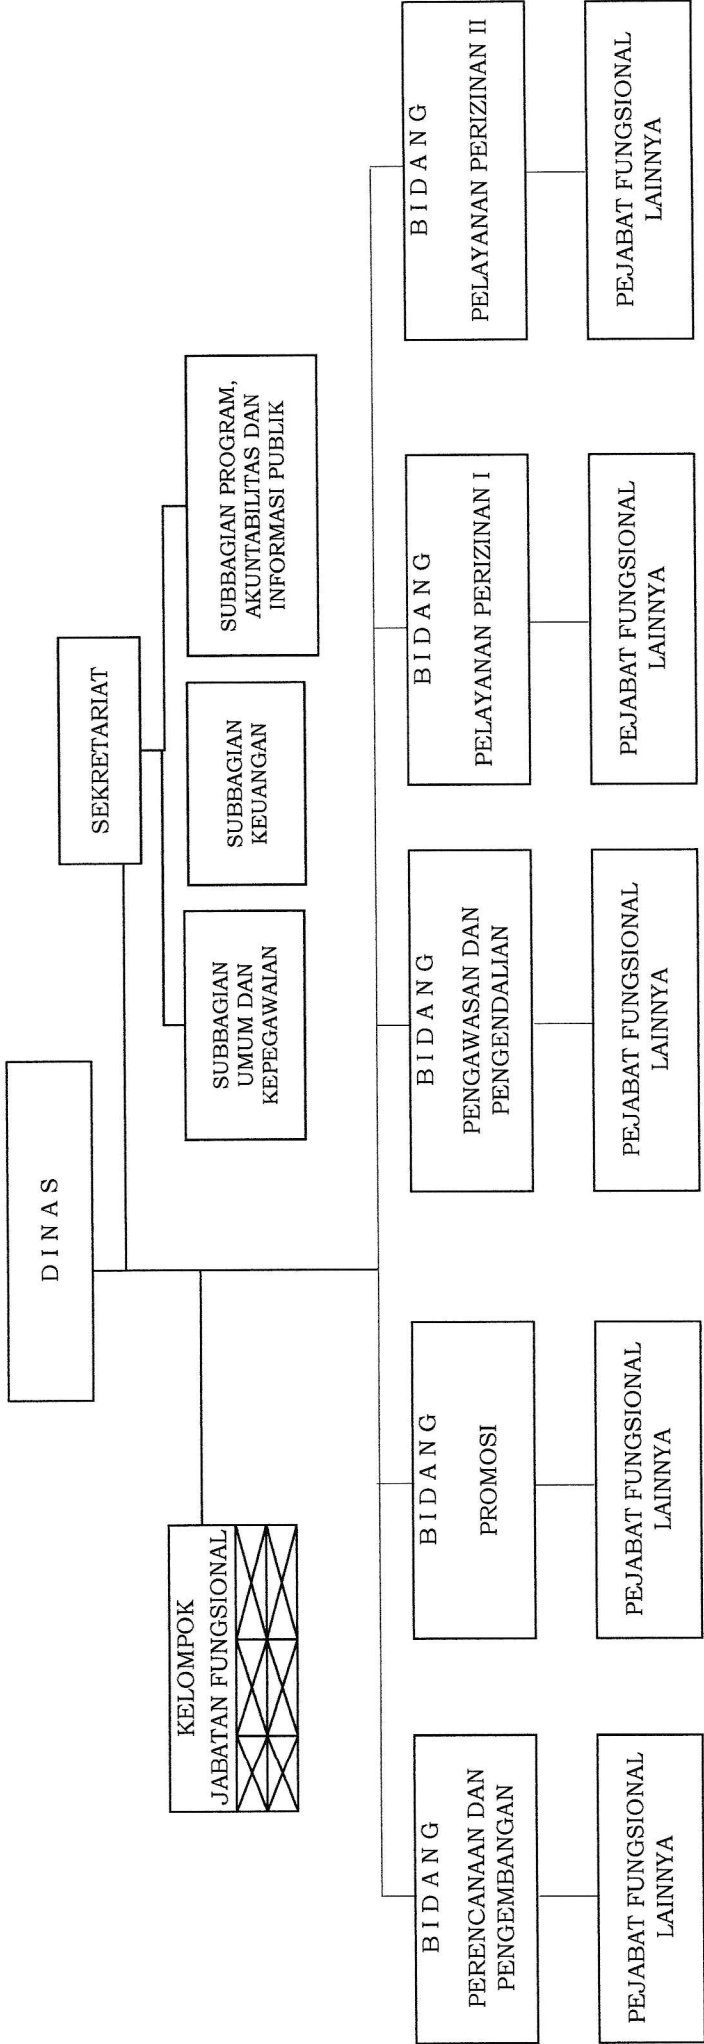 D I N A S
SEKRETARIAT
KELOMPOK
JABATAN FUNGSIONAL
SUBBAGIAN
UMUM DAN
KEPEGAWAIAN
SUBBAGIAN
KEUANGAN
SUBBAGIAN PROGRAM,
AKUNTABILITAS DAN
INFORMASI PUBLIK
B I D A N G
PERENCANAAN DAN
PENGEMBANGAN
B I D A N G
PROMOSI
B I D A N G
PENGAWASAN DAN
PENGENDALIAN
B I D A N G
PELAYANAN PERIZINAN I
B I D A N G
PELAYANAN PERIZINAN II
PEJABAT FUNGSIONAL
LAINNYA
PEJABAT FUNGSIONAL
LAINNYA
PEJABAT FUNGSIONAL
LAINNYA
PEJABAT FUNGSIONAL
LAINNYA
PEJABAT FUNGSIONAL
LAINNYA